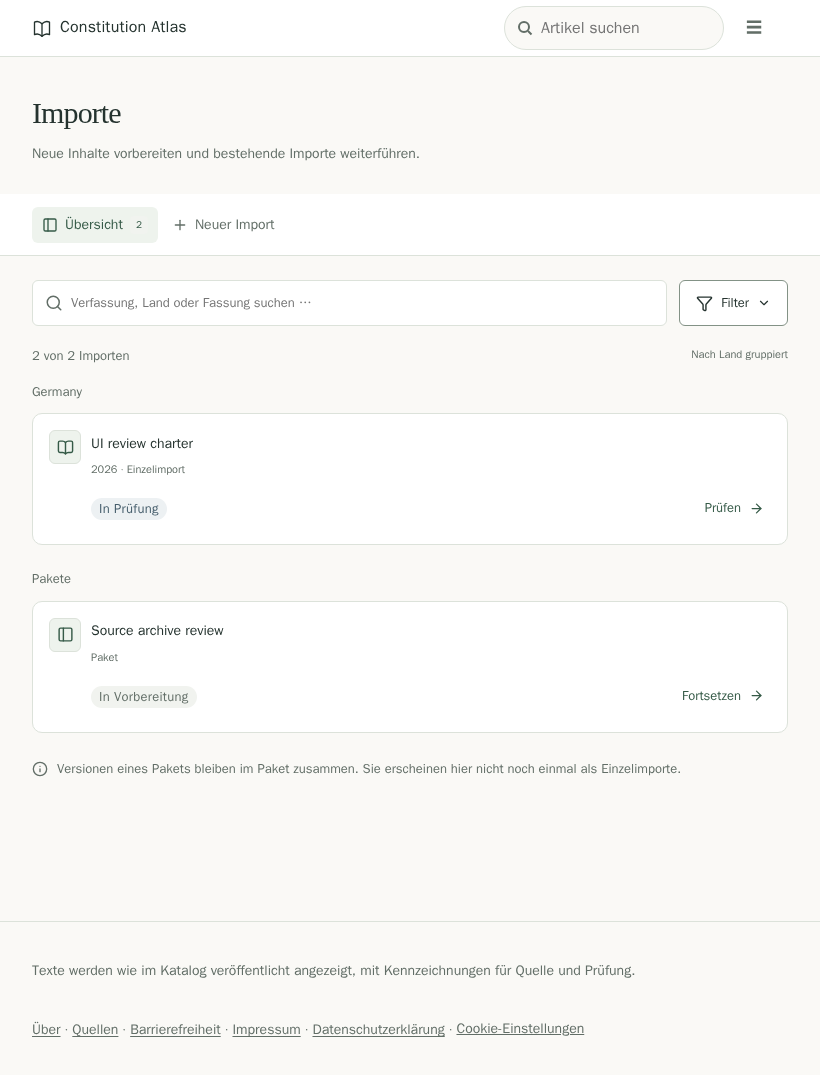 Constitution Atlas
Artikel suchen
Importe
Neue Inhalte vorbereiten und bestehende Importe weiterführen.
Übersicht 2
Neuer Import
Verfassung, Land oder Fassung suchen ···
Filter
2 von 2 Importen
Nach Land gruppiert
Germany
UI review charter
2026 · Einzelimport
In Prüfung
Prüfen
Pakete
Source archive review
Paket
In Vorbereitung
Fortsetzen
Versionen eines Pakets bleiben im Paket zusammen. Sie erscheinen hier nicht noch einmal als Einzelimporte.
Texte werden wie im Katalog veröffentlicht angezeigt, mit Kennzeichnungen für Quelle und Prüfung.
Über · Quellen · Barrierefreiheit · Impressum · Datenschutzerklärung · Cookie-Einstellungen